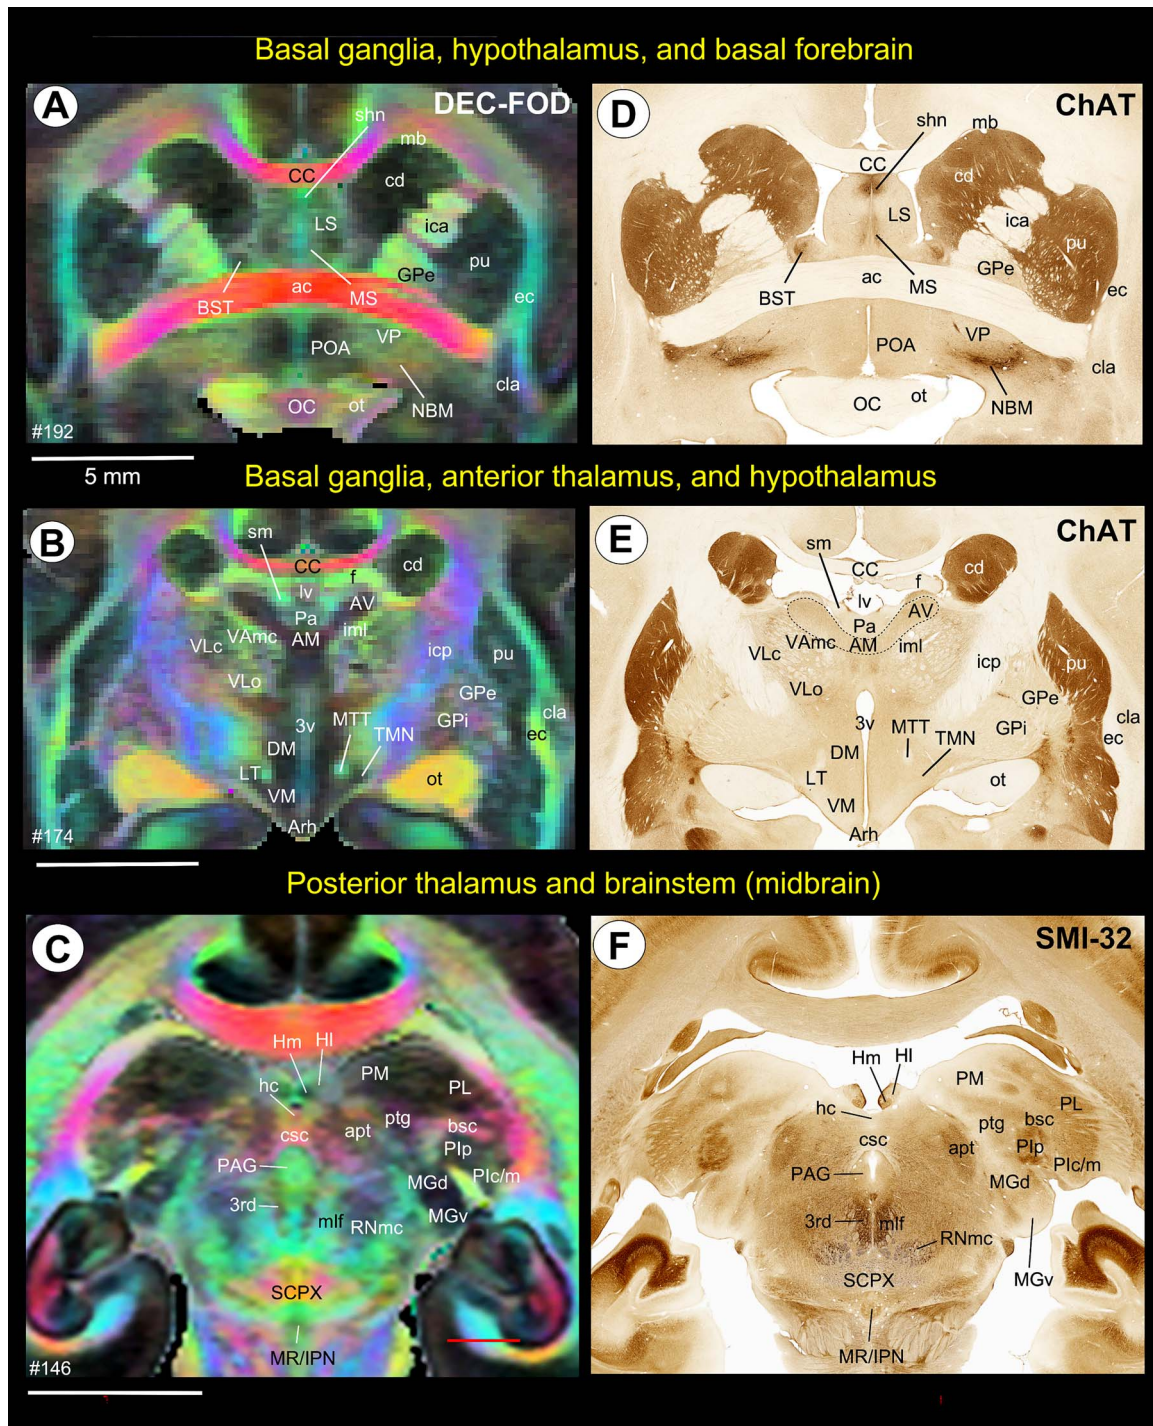 Basal ganglia, hypothalamus, and basal forebrain
A
DEC-FOD
shn
mb
CC
cd
LS
ica
pu
GPe
BST
ac
MS
ec
VP
POA
cla
OC
ot
NBM
#192
5 mm
D
ChAT
shn
mb
CC
cd
LS
ica
pu
GPe
BST
ac
MS
ec
VP
POA
cla
OC
ot
NBM
Basal ganglia, anterior thalamus, and hypothalamus
B
sm
CC
cd
f
lv
AV
Pa
VAmc
AM
iml
VLc
icp
pu
VLo
GPe
3v
MTT
GPi
cla
TMN
ec
DM
LT
ot
VM
Arh
#174
E
ChAT
sm
CC
cd
f
lv
AV
Pa
VAmc
AM
iml
VLc
icp
pu
VLo
GPe
3v
MTT
GPi
cla
TMN
ec
DM
LT
ot
VM
Arh
Posterior thalamus and brainstem (midbrain)
C
Hm
Hl
hc
PM
PL
ptg
csc
apt
bsc
PIp
PAG
PIc/m
MGd
3rd
mlf
MGv
RNmc
SCPX
MR/IPN
#146
F
SMI-32
Hm
Hl
PM
hc
PL
ptg
bsc
csc
apt
PIp
PAG
PIc/m
MGd
3rd
mlf
RNmc
SCPX
MGv
MR/IPN